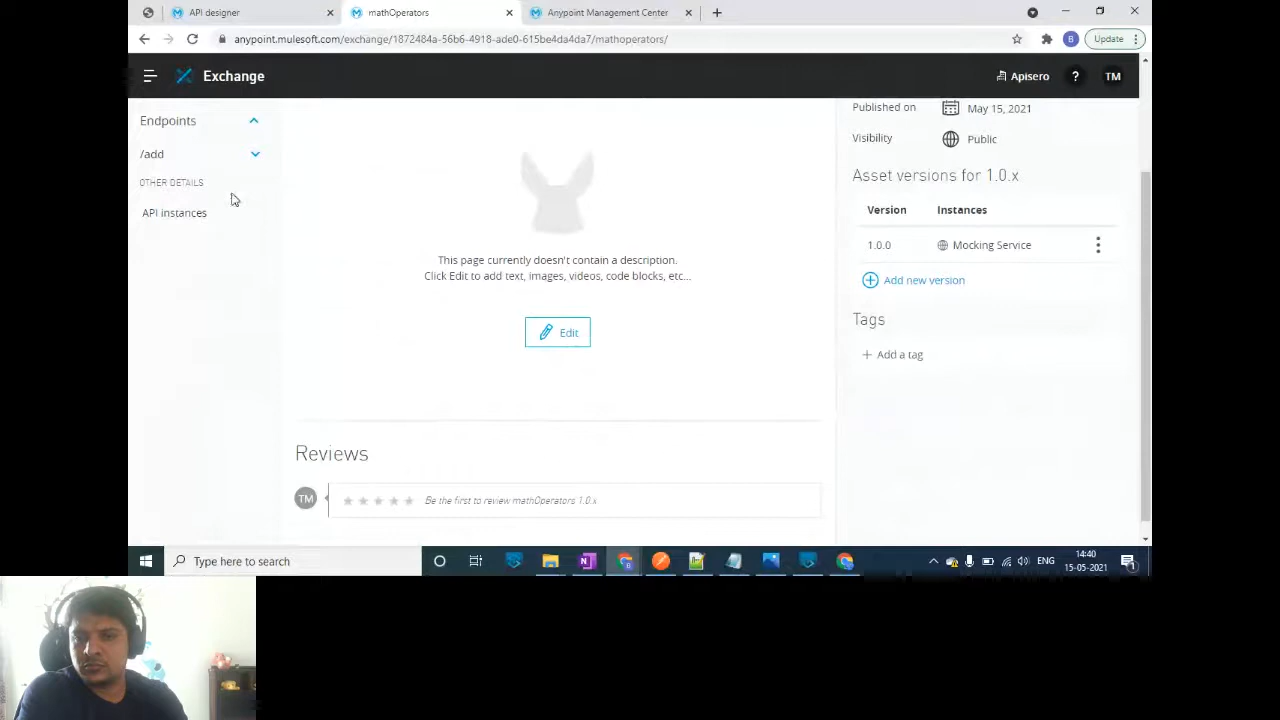 API designer
mathOperators
Anypoint Management Center
anypoint.mulesoft.com/exchange/1872484a-56b6-4918-ade0-615be4da4da7/mathoperators/
B
Update
Exchange
Apisero
?
TM
Endpoints
/add
OTHER DETAILS
API instances
This page currently doesn't contain a description.
Click Edit to add text, images, videos, code blocks, etc...
Edit
Reviews
TM
Be the first to review mathOperators 1.0.x
Published on
May 15, 2021
Visibility
Public
Asset versions for 1.0.x
Version Instances
1.0.0 Mocking Service
Add new version
Tags
+ Add a tag
Type here to search
ENG
14:40
15-05-2021